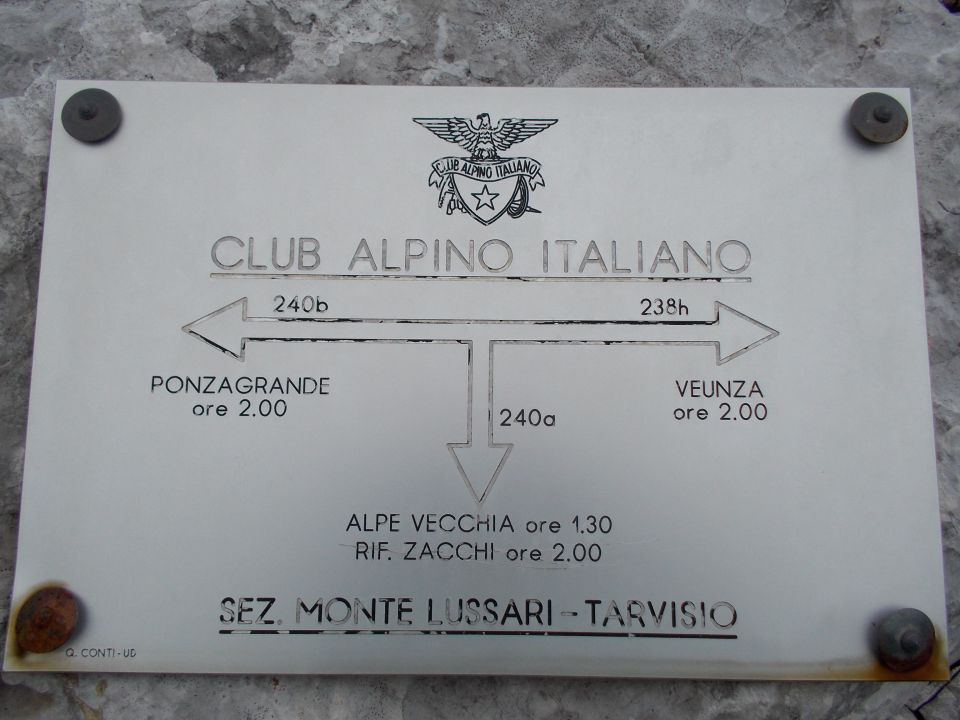 CLUB ALPINO ITALIANO
CLUB ALPINO ITALIANO
240b 238h
PONZAGRANDE VEUNZA
ore 2.00 ore 2.00
240a
ALPE VECCHIA ore 1.30
RIF. ZACCHI ore 2.00
SEZ. MONTE LUSSARI - TARVISIO
Q. CONTI - UD